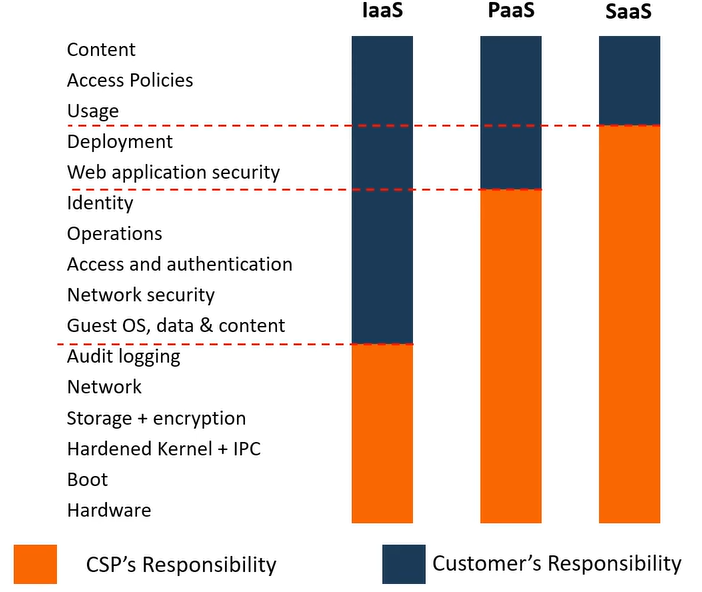 IaaS PaaS SaaS
Content
Access Policies
Usage
Deployment
Web application security
Identity
Operations
Access and authentication
Network security
Guest OS, data & content
Audit logging
Network
Storage + encryption
Hardened Kernel + IPC
Boot
Hardware
CSP’s Responsibility Customer’s Responsibility